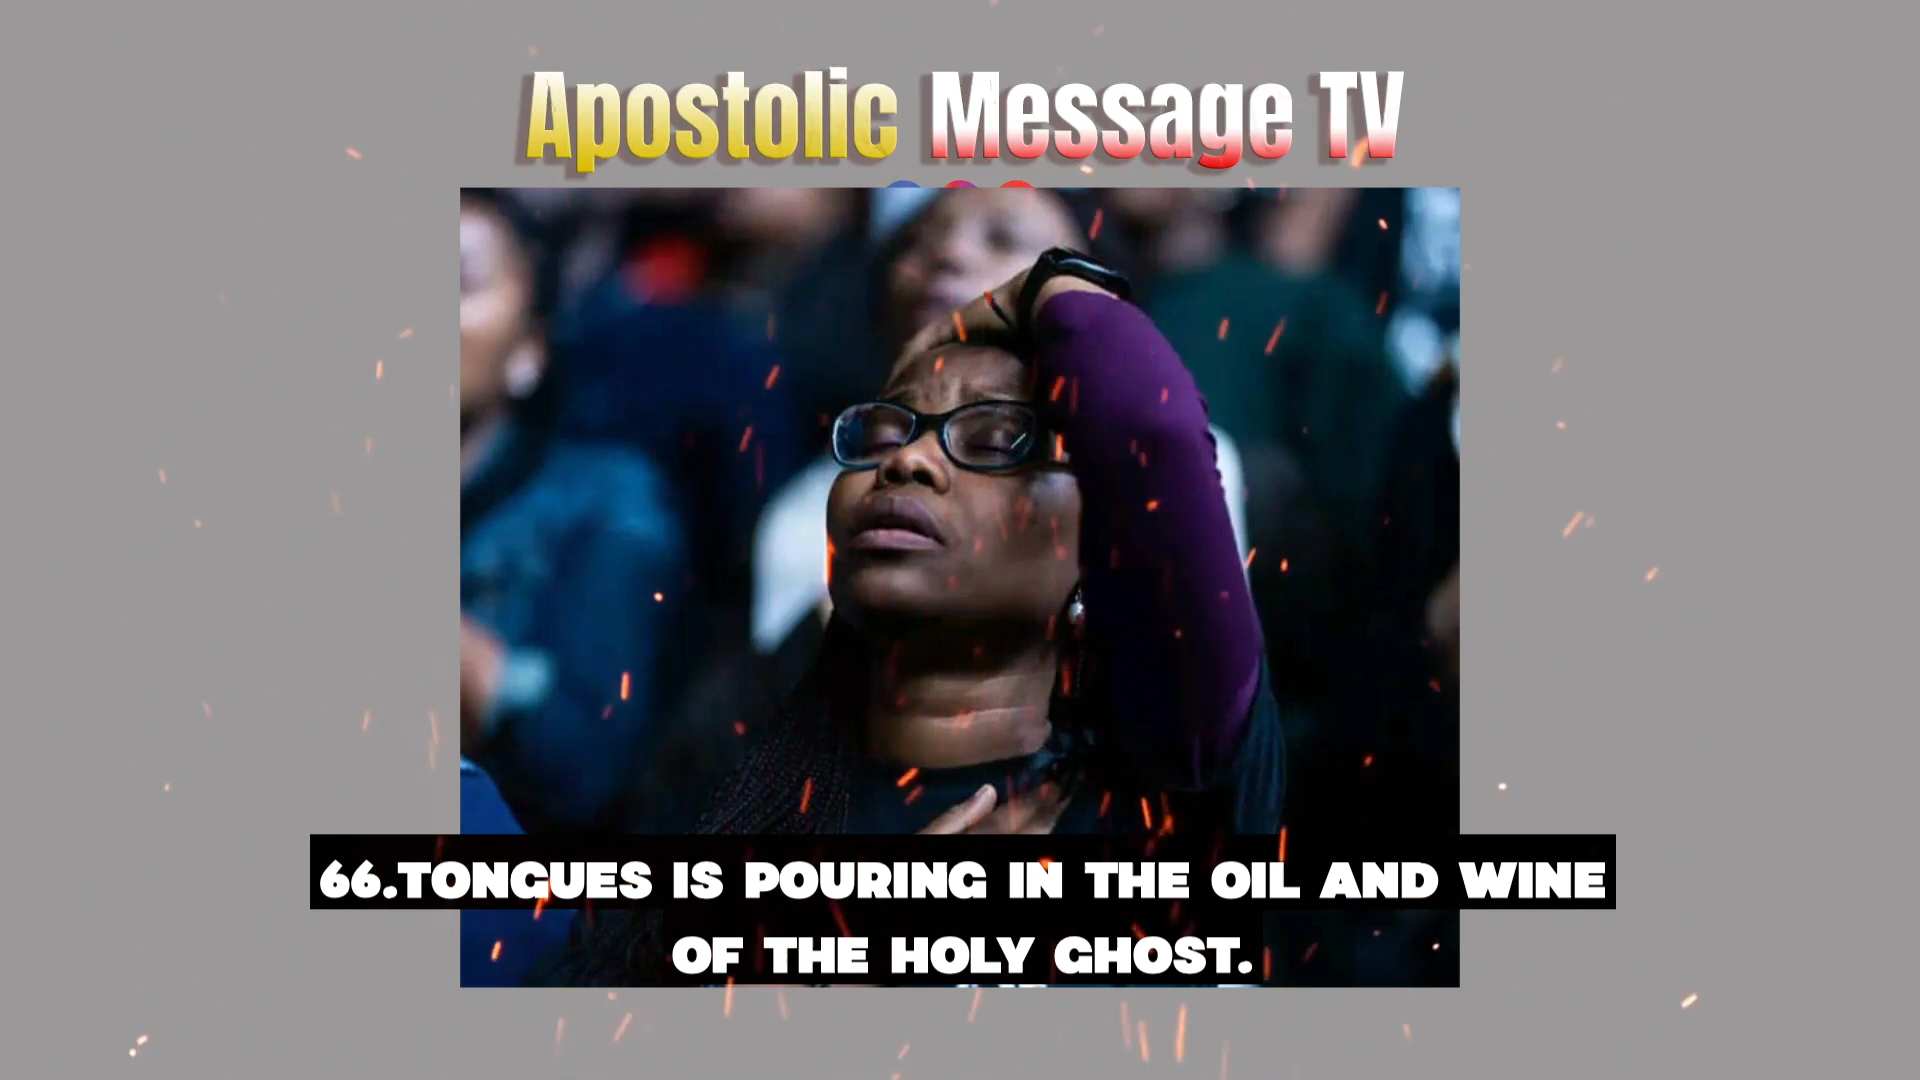 Apostolic Message TV
66.TONGUES IS POURING IN THE OIL AND WINE
OF THE HOLY GHOST.